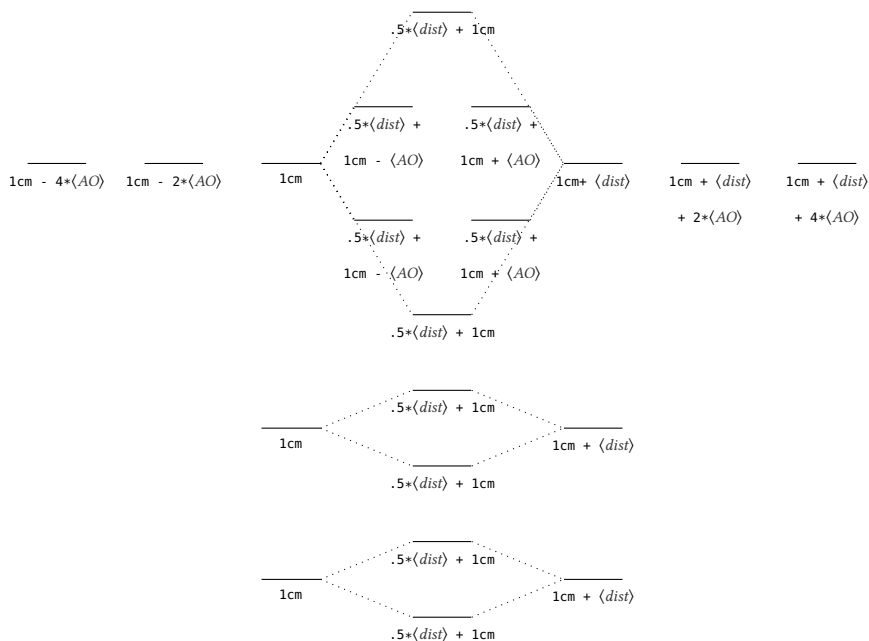 .5*⟨dist⟩ + 1cm
.5*⟨dist⟩ + .5*⟨dist⟩ +
1cm - ⟨AO⟩ 1cm + ⟨AO⟩
1cm - 4*⟨AO⟩ 1cm - 2*⟨AO⟩ 1cm 1cm+ ⟨dist⟩ 1cm + ⟨dist⟩ 1cm + ⟨dist⟩
+ 2*⟨AO⟩ + 4*⟨AO⟩
.5*⟨dist⟩ + .5*⟨dist⟩ +
1cm - ⟨AO⟩ 1cm + ⟨AO⟩
.5*⟨dist⟩ + 1cm
.5*⟨dist⟩ + 1cm
1cm 1cm + ⟨dist⟩
.5*⟨dist⟩ + 1cm
.5*⟨dist⟩ + 1cm
1cm 1cm + ⟨dist⟩
.5*⟨dist⟩ + 1cm